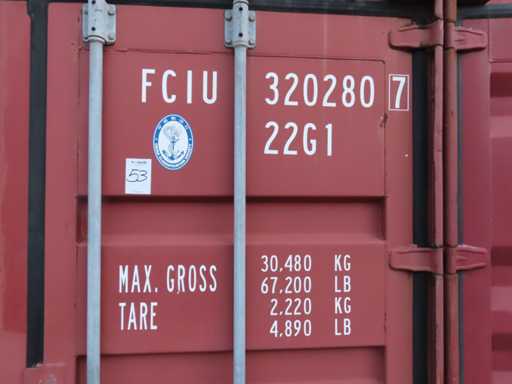 FCIU 320280 7
22G1
53
MAX. GROSS 30,480 KG
67,200 LB
TARE 2,220 KG
4,890 LB